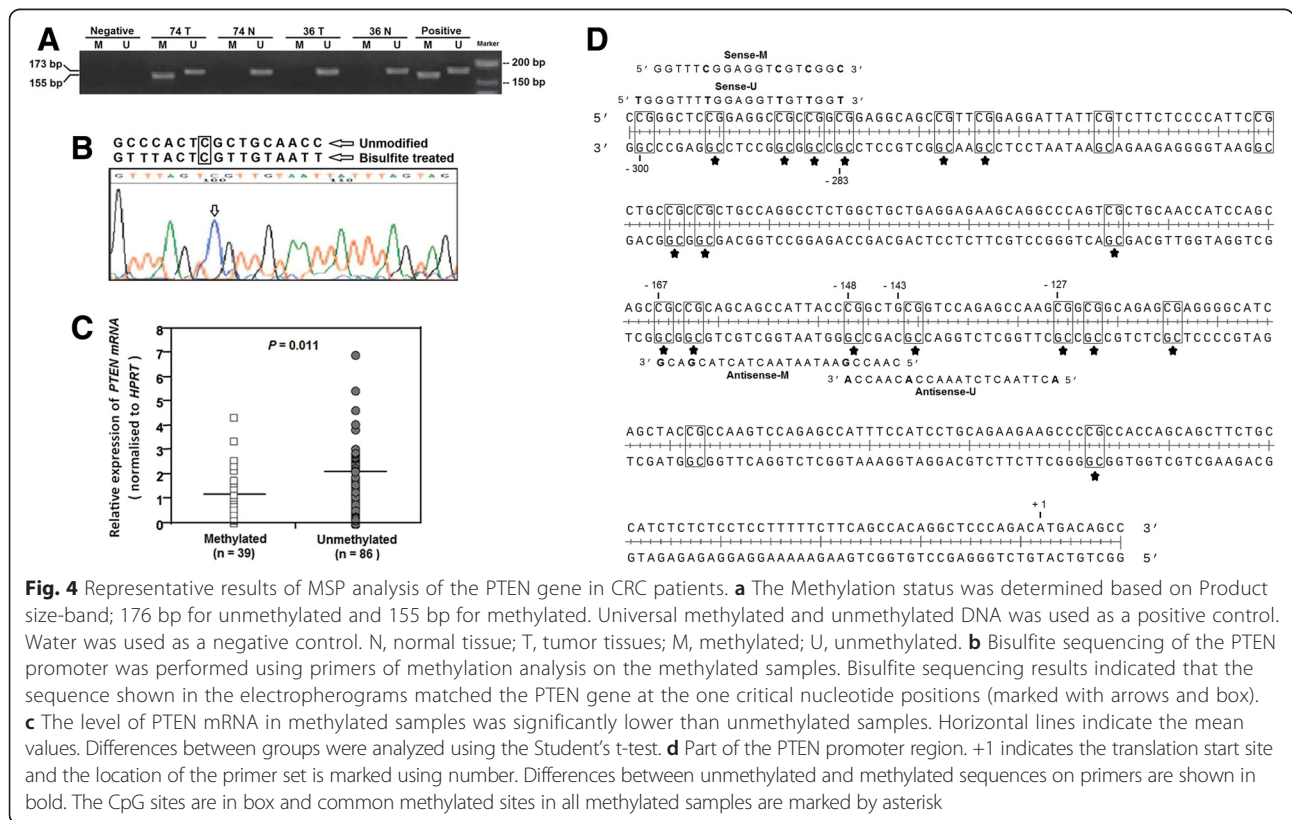 A
Negative 74 T 74 N 36 T 36 N Positive Marker
M U M U M U M U M U M U
173 bp
155 bp
-- 200 bp
-- 150 bp
B
GCCCACTCGCTGCAACC Unmodified
GTTTACTCGTTGTAATT Bisulfite treated
G T T T A G T C G T T G T A A T T A T T T A G T A G
100 110
C
Relative expression of PTEN mRNA
( normalised to HPRT )
8
7
6
5
4
3
2
1
0
P = 0.011
Methylated
(n = 39)
Unmethylated
(n = 86 )
D
Sense-M
5′ GGTTTCGGAGGTCGTCGGC 3′
Sense-U
5′ TGGGTTTTGGAGGTTGTTGGT 3′
5′ CCGGGCTCCGGAGGCCGCCGGCGGAGGCAGCCGTTCGGAGGATTATTCGTCTTCTCCCCATTCCG
3′ GGCCCGAGGCCTCCGGCGGCCGCCTCCGTCGGCAAGCCTCCTAATAAGCAGAAGAGGGGTAAGGC
- 300
- 283
CTGCCGCCGCTGCCAGGCCTCTGGCTGCTGAGGAGAAGCAGGCCCAGTCGCTGCAACCATCCAGC
GACGGCGGCGACGGTCCGGAGACCGACGACTCCTCTTCGTCCGGGTCAGCGACGTTGGTAGGTCG
- 167 - 148 - 143 - 127
AGCCGCCGCAGCAGCCATTACCCGGCTGCGGTCCAGAGCCAAGCGGCGGCAGAGCGAGGGGCATC
TCGGCGGCGTCGTCGGTAATGGGCCGACGCCAGGTCTCGGTTCGCCGCCGTCTCGCTCCCCGTAG
3′ GCAGCATCATCAATAATAAGCCAAC 5′
Antisense-M
3′ ACCAACACCAAATCTCAATTCA 5′
Antisense-U
AGCTACCGCCAAGTCCAGAGCCATTTCCATCCTGCAGAAGAAGCCCCGCCACCAGCAGCTTCTGC
TCGATGGCGGTTCAGGTCTCGGTAAAGGTAGGACGTCTTCTTCGGGGCGGTGGTCGTCGAAGACG
+ 1
CATCTCTCTCCTCCTTTTTCTTCAGCCACAGGCTCCCAGACATGACAGCC 3′
GTAGAGAGAGGAGGAAAAAGAAGTCGGTGTCCGAGGGTCTGTACTGTCGG 5′
Fig. 4 Representative results of MSP analysis of the PTEN gene in CRC patients. a The Methylation status was determined based on Product
size-band; 176 bp for unmethylated and 155 bp for methylated. Universal methylated and unmethylated DNA was used as a positive control.
Water was used as a negative control. N, normal tissue; T, tumor tissues; M, methylated; U, unmethylated. b Bisulfite sequencing of the PTEN
promoter was performed using primers of methylation analysis on the methylated samples. Bisulfite sequencing results indicated that the
sequence shown in the electropherograms matched the PTEN gene at the one critical nucleotide positions (marked with arrows and box).
c The level of PTEN mRNA in methylated samples was significantly lower than unmethylated samples. Horizontal lines indicate the mean
values. Differences between groups were analyzed using the Student's t-test. d Part of the PTEN promoter region. +1 indicates the translation start site
and the location of the primer set is marked using number. Differences between unmethylated and methylated sequences on primers are shown in
bold. The CpG sites are in box and common methylated sites in all methylated samples are marked by asterisk